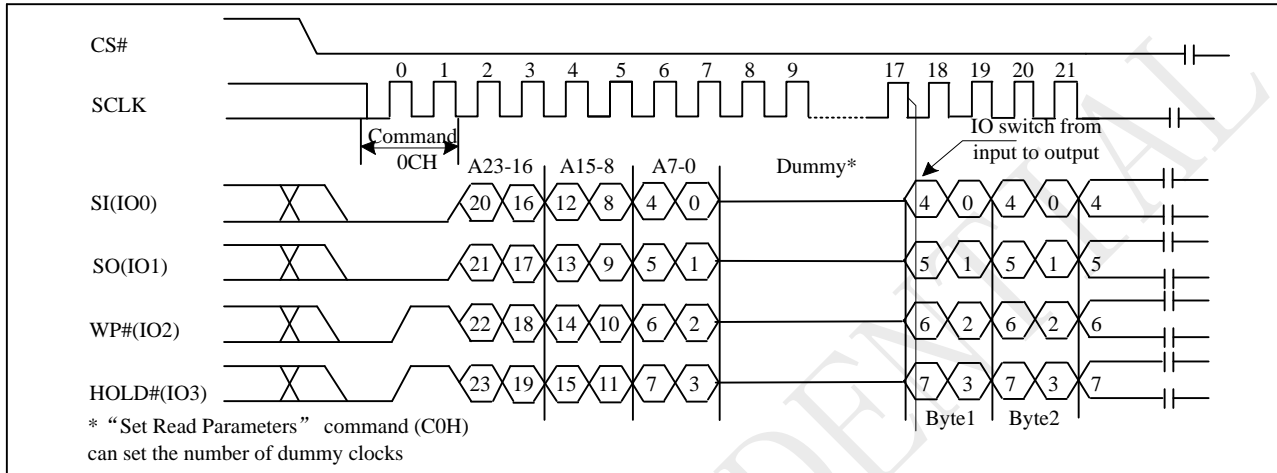 CS#
0 1 2 3 4 5 6 7 8 9 17 18 19 20 21
SCLK
Command
0CH
IO switch from
input to output
A23-16 A15-8 A7-0 Dummy*
SI(IO0) 20 16 12 8 4 0 4 0 4 0 4
SO(IO1) 21 17 13 9 5 1 5 1 5 1 5
WP#(IO2) 22 18 14 10 6 2 6 2 6 2 6
HOLD#(IO3) 23 19 15 11 7 3 7 3 7 3 7
Byte1 Byte2
* “Set Read Parameters” command (C0H)
can set the number of dummy clocks
DENTIAL